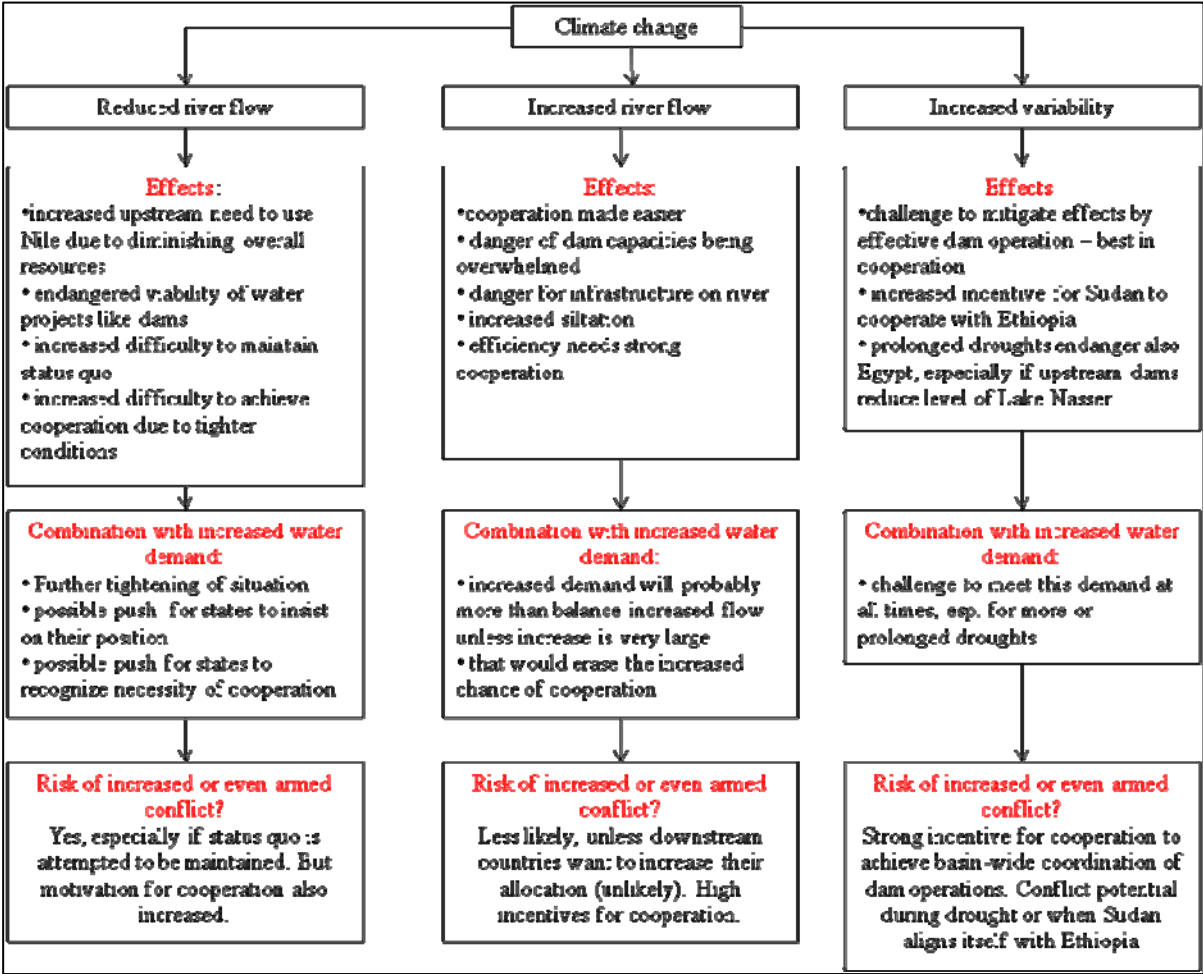 Climate change
Reduced river flow
Increased river flow
Increased variability
Effects:
•increased upstream need to use
Nile due to diminishing overall
resources
• endangered viability of water
projects like dams
• increased difficulty to maintain
status quo
• increased difficulty to achieve
cooperation due to tighter
conditions
Effects:
•cooperation made easier
• danger of dam capacities being
overwhelmed
• danger for infrastructure on river
• increased siltation
• efficiency needs strong
cooperation
Effects
•challenge to mitigate effects by
effective dam operation – best in
cooperation
• increased incentive for Sudan to
cooperate with Ethiopia
• prolonged droughts endanger also
Egypt, especially if upstream dams
reduce level of Lake Nasser
Combination with increased water
demand:
• Further tightening of situation
• possible push for states to insist
on their position
• possible push for states to
recognize necessity of cooperation
Combination with increased water
demand:
• increased demand will probably
more than balance increased flow
unless increase is very large
• that would erase the increased
chance of cooperation
Combination with increased water
demand:
• challenge to meet this demand at
all times, esp. for more or
prolonged droughts
Risk of increased or even armed
conflict?
Yes, especially if status quo is
attempted to be maintained. But
motivation for cooperation also
increased.
Risk of increased or even armed
conflict?
Less likely, unless downstream
countries want to increase their
allocation (unlikely). High
incentives for cooperation.
Risk of increased or even armed
conflict?
Strong incentive for cooperation to
achieve basin-wide coordination of
dam operations. Conflict potential
during drought or when Sudan
aligns itself with Ethiopia